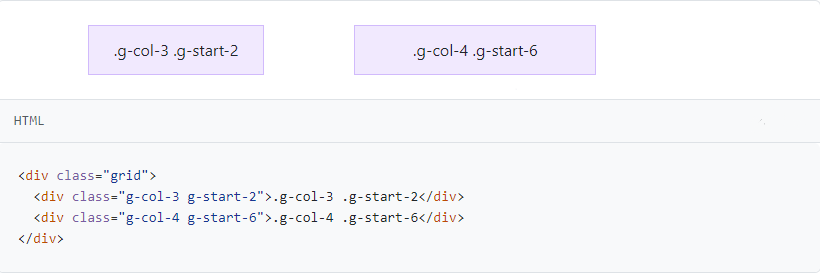 .g-col-3 .g-start-2 .g-col-4 .g-start-6
HTML
<div class="grid">
  <div class="g-col-3 g-start-2">.g-col-3 .g-start-2</div>
  <div class="g-col-4 g-start-6">.g-col-4 .g-start-6</div>
</div>